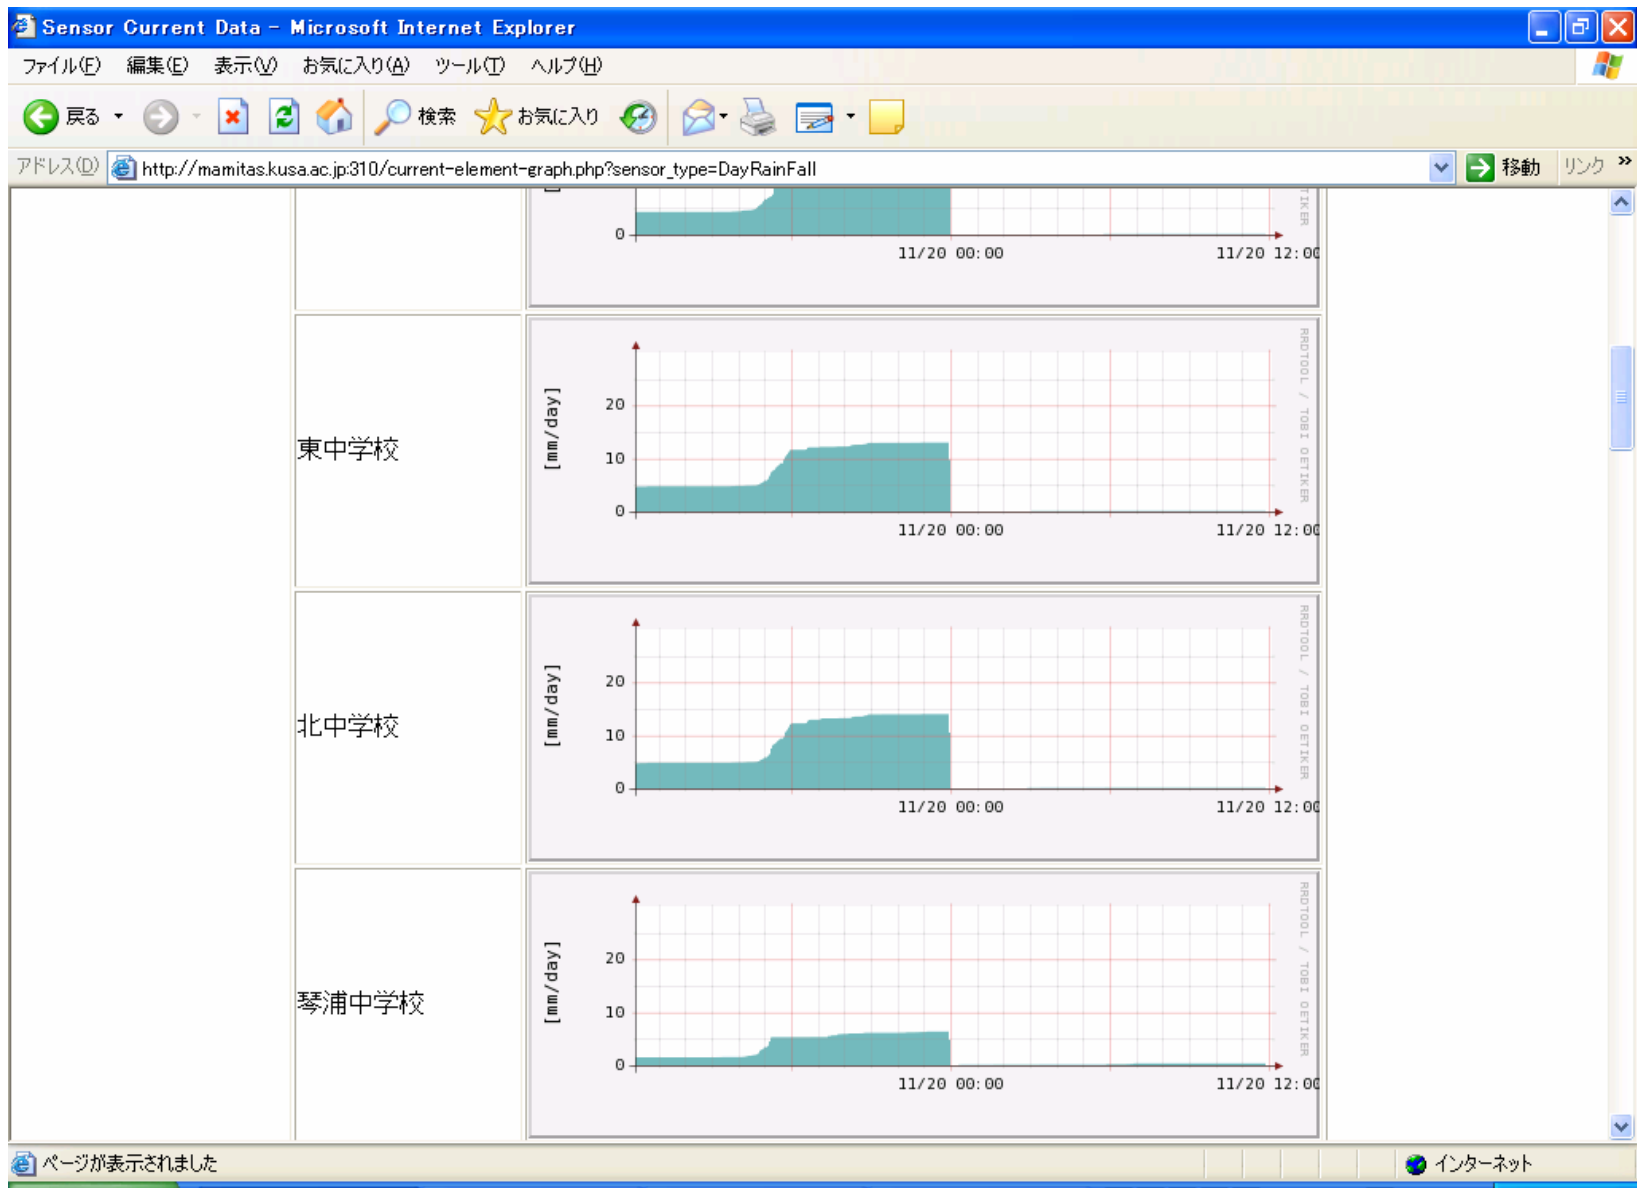 Sensor Current Data - Microsoft Internet Explorer
ファイル(F) 編集(E) 表示(V) お気に入り(A) ツール(T) ヘルプ(H)
戻る 検索 お気に入り
アドレス(D) http://mamitas.kusa.ac.jp:310/current-element-graph.php?sensor_type=DayRainFall 移動 リンク »
TIKER
0
11/20 00:00 11/20 12:00
東中学校
[mm/day]
20
10
0
11/20 00:00 11/20 12:00
RRDTOOL / TOBI OETIKER
北中学校
[mm/day]
20
10
0
11/20 00:00 11/20 12:00
RRDTOOL / TOBI OETIKER
琴浦中学校
[mm/day]
20
10
0
11/20 00:00 11/20 12:00
RRDTOOL / TOBI OETIKER
ページが表示されました インターネット